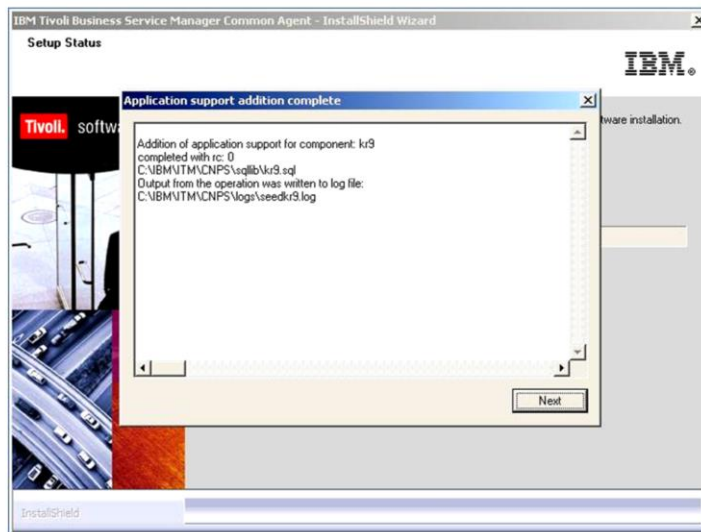 IBM Tivoli Business Service Manager Common Agent - InstallShield Wizard
Setup Status
IBM®
Tivoli. softw
tware installation.
Application support addition complete
Addition of application support for component: kr9
completed with rc: 0
C:\IBM\ITM\CNPS\sqllib\kr9.sql
Output from the operation was written to log file:
C:\IBM\ITM\CNPS\logs\seedkr9.log
Next
InstallShield